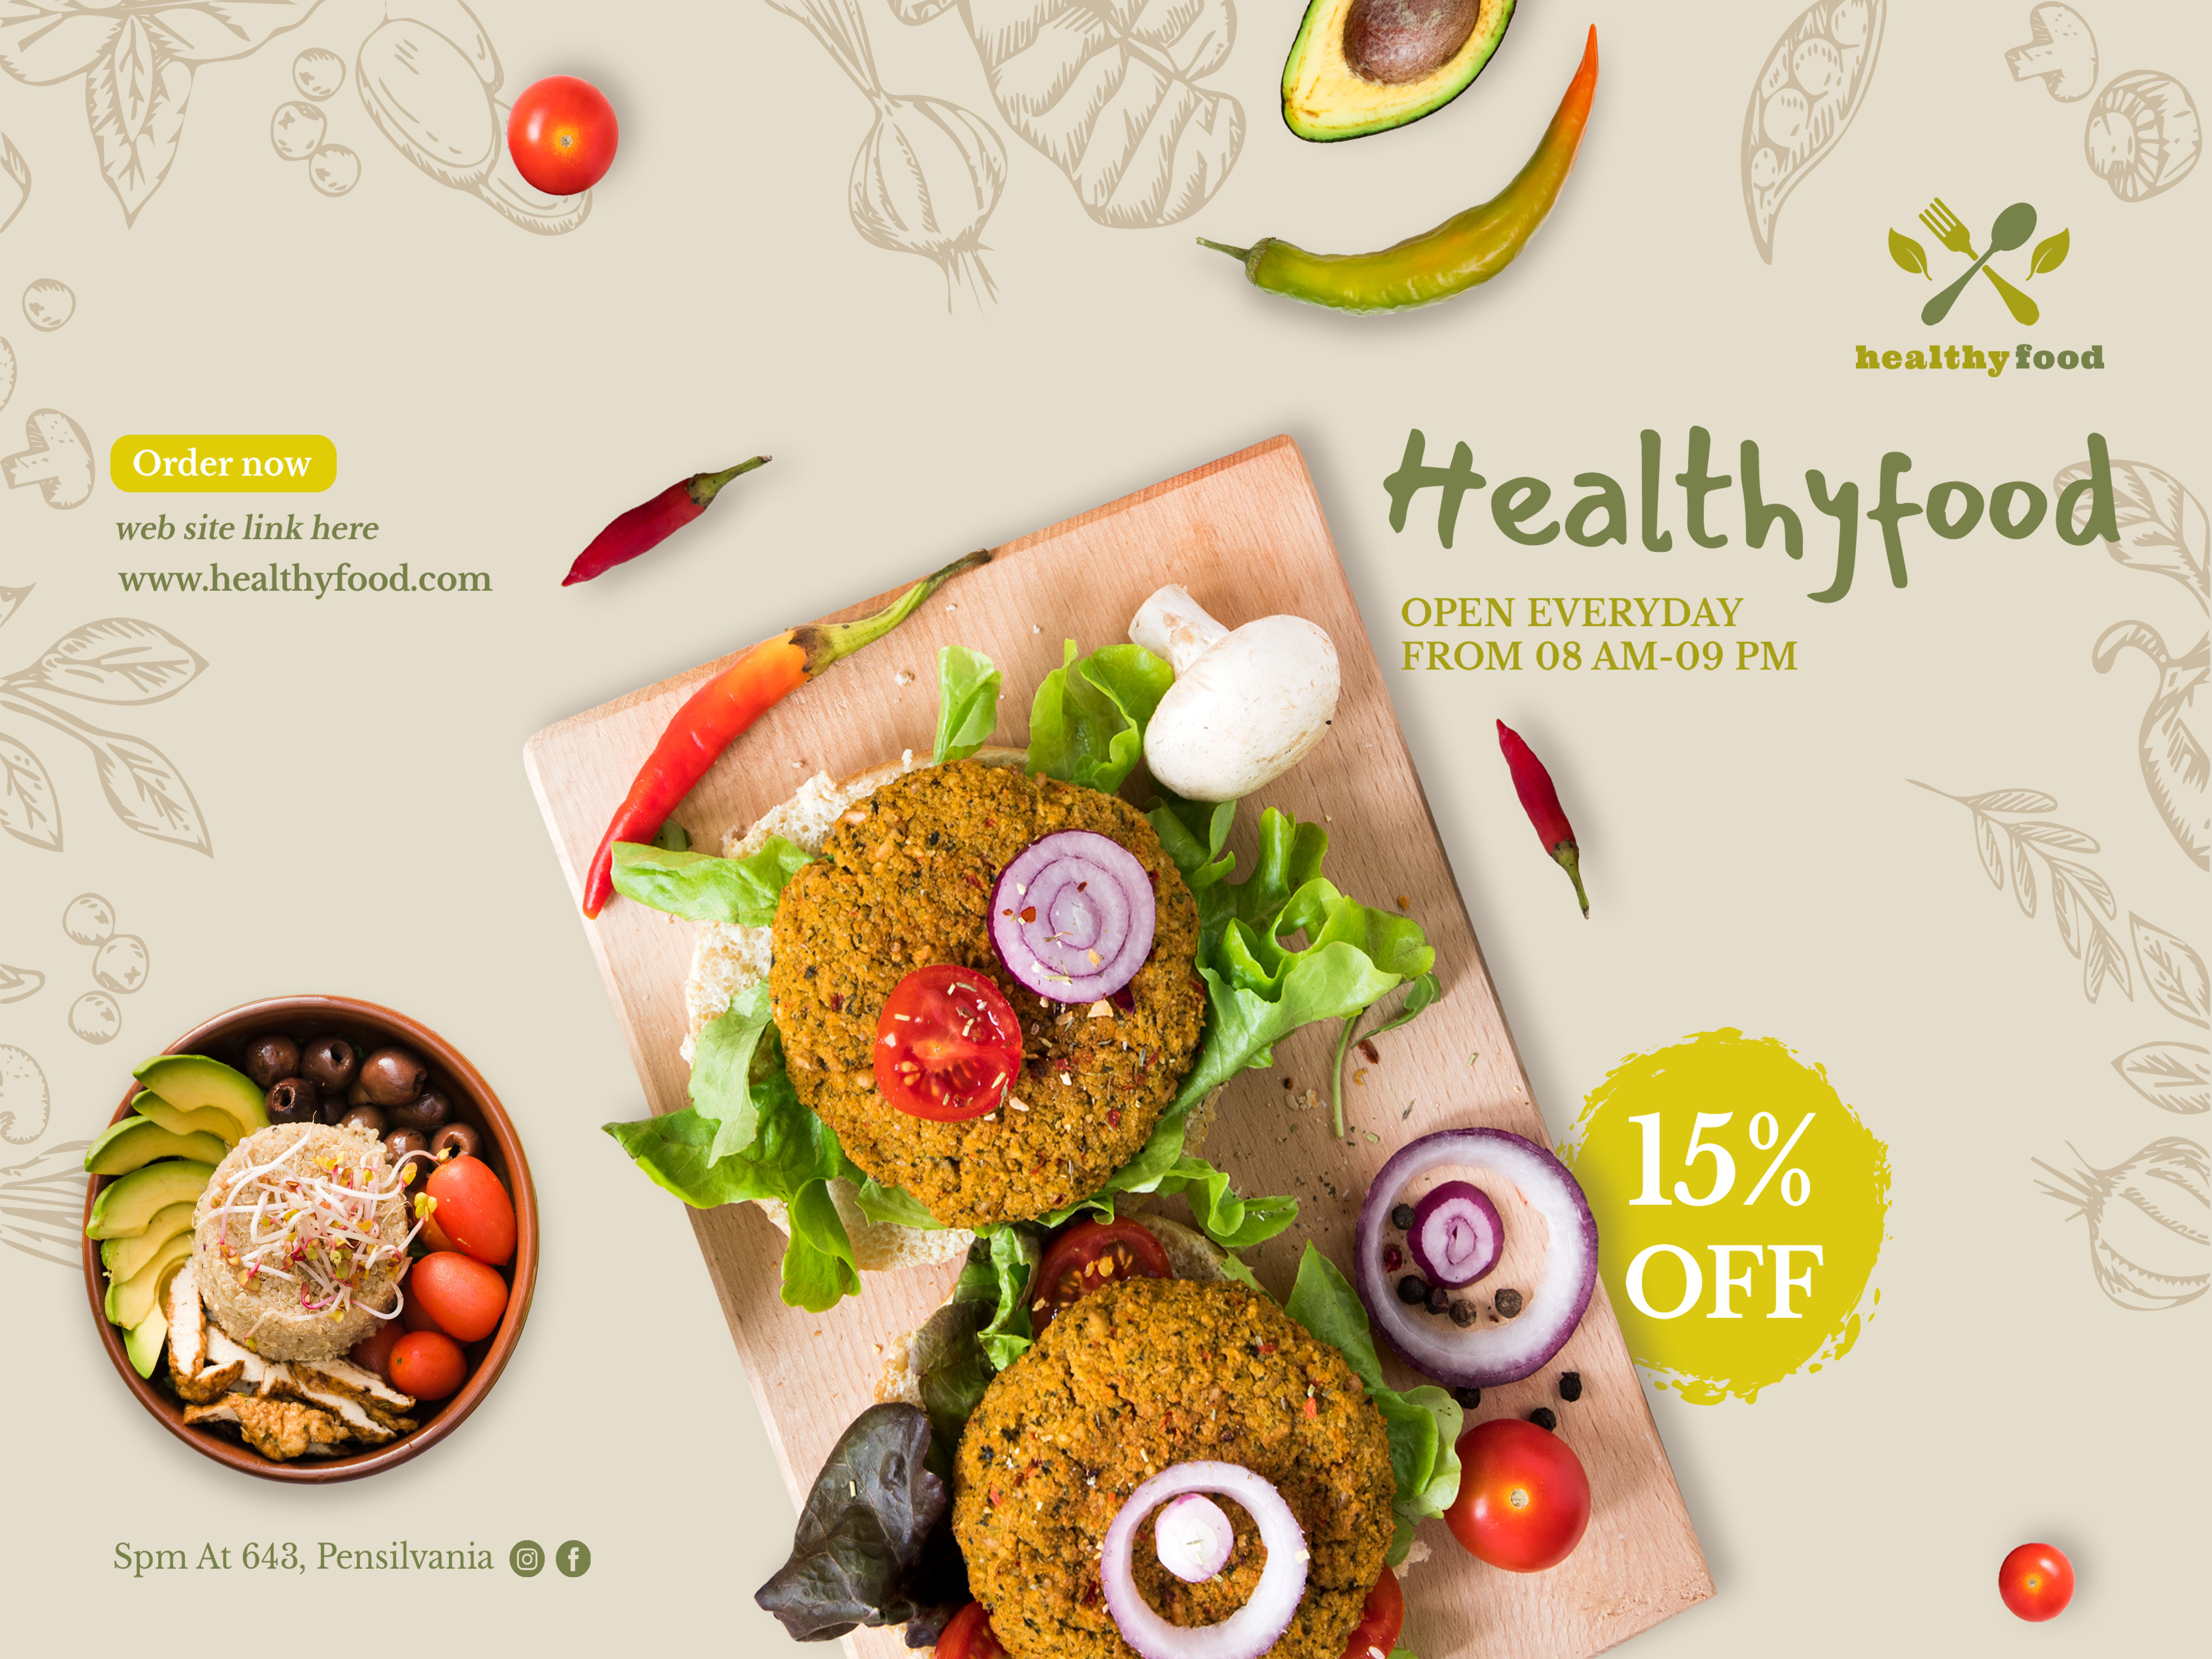 healthy food
Healthyfood
OPEN EVERYDAY
FROM 08 AM-09 PM
Order now
web site link here
www.healthyfood.com
15%
OFF
Spm At 643, Pensilvania